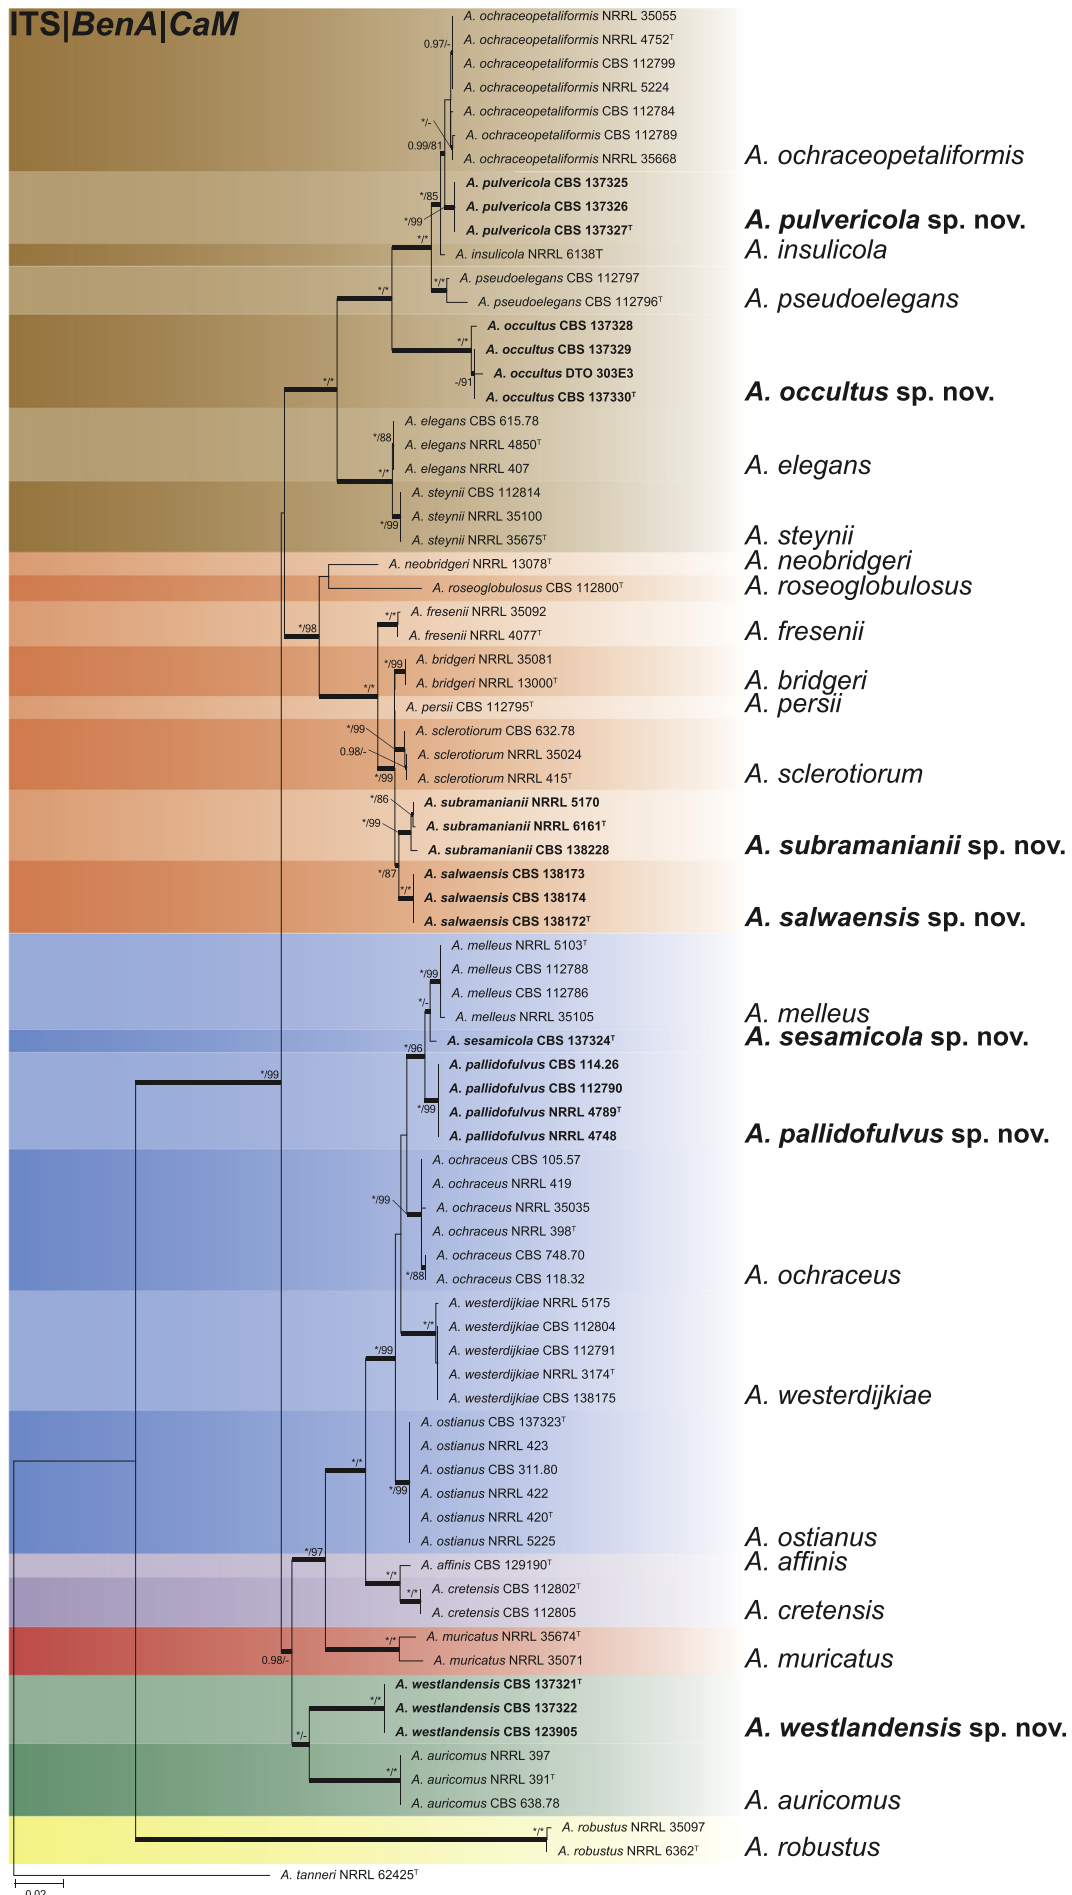 ITS|BenA|CaM
A. ochraceopetaliformis NRRL 35055
A. ochraceopetaliformis NRRL 4752ᵀ
0.97/-
A. ochraceopetaliformis CBS 112799
A. ochraceopetaliformis NRRL 5224
A. ochraceopetaliformis CBS 112784
*/-
A. ochraceopetaliformis CBS 112789
0.99/81
A. ochraceopetaliformis NRRL 35668
A. ochraceopetaliformis
A. pulvericola CBS 137325
*/85
A. pulvericola CBS 137326
*/99
A. pulvericola CBS 137327ᵀ
A. pulvericola sp. nov.
*/*
A. insulicola NRRL 6138T
A. insulicola
A. pseudoelegans CBS 112797
*/*
*/*
A. pseudoelegans CBS 112796ᵀ
A. pseudoelegans
A. occultus CBS 137328
*/*
A. occultus CBS 137329
A. occultus DTO 303E3
*/*
-/91
A. occultus CBS 137330ᵀ
A. occultus sp. nov.
A. elegans CBS 615.78
*/88
A. elegans NRRL 4850ᵀ
A. elegans NRRL 407
A. elegans
*/*
A. steynii CBS 112814
A. steynii NRRL 35100
*/99
A. steynii NRRL 35675ᵀ
A. steynii
A. neobridgeri NRRL 13078ᵀ
A. neobridgeri
A. roseoglobulosus CBS 112800ᵀ
A. roseoglobulosus
A. fresenii NRRL 35092
*/*
*/98
A. fresenii NRRL 4077ᵀ
A. fresenii
A. bridgeri NRRL 35081
*/99
A. bridgeri NRRL 13000ᵀ
A. bridgeri
*/*
A. persii CBS 112795ᵀ
A. persii
*/99
A. sclerotiorum CBS 632.78
0.98/-
A. sclerotiorum NRRL 35024
*/99
A. sclerotiorum NRRL 415ᵀ
A. sclerotiorum
*/86
A. subramanianii NRRL 5170
*/99
A. subramanianii NRRL 6161ᵀ
A. subramanianii CBS 138228
A. subramanianii sp. nov.
*/87
A. salwaensis CBS 138173
*/*
A. salwaensis CBS 138174
A. salwaensis CBS 138172ᵀ
A. salwaensis sp. nov.
A. melleus NRRL 5103ᵀ
*/99
A. melleus CBS 112788
A. melleus CBS 112786
*/-
A. melleus NRRL 35105
A. melleus
A. sesamicola CBS 137324ᵀ
A. sesamicola sp. nov.
*/96
A. pallidofulvus CBS 114.26
*/99
A. pallidofulvus CBS 112790
*/99
A. pallidofulvus NRRL 4789ᵀ
A. pallidofulvus NRRL 4748
A. pallidofulvus sp. nov.
A. ochraceus CBS 105.57
A. ochraceus NRRL 419
*/99
A. ochraceus NRRL 35035
A. ochraceus NRRL 398ᵀ
A. ochraceus CBS 748.70
*/88
A. ochraceus CBS 118.32
A. ochraceus
A. westerdijkiae NRRL 5175
*/*
A. westerdijkiae CBS 112804
*/99
A. westerdijkiae CBS 112791
A. westerdijkiae NRRL 3174ᵀ
A. westerdijkiae CBS 138175
A. westerdijkiae
A. ostianus CBS 137323ᵀ
A. ostianus NRRL 423
*/*
A. ostianus CBS 311.80
*/99
A. ostianus NRRL 422
A. ostianus NRRL 420ᵀ
A. ostianus NRRL 5225
A. ostianus
*/97
A. affinis CBS 129190ᵀ
A. affinis
*/*
*/*
A. cretensis CBS 112802ᵀ
A. cretensis CBS 112805
A. cretensis
A. muricatus NRRL 35674ᵀ
*/*
0.98/-
A. muricatus NRRL 35071
A. muricatus
A. westlandensis CBS 137321ᵀ
*/*
A. westlandensis CBS 137322
A. westlandensis CBS 123905
A. westlandensis sp. nov.
*/-
A. auricomus NRRL 397
*/*
A. auricomus NRRL 391ᵀ
A. auricomus CBS 638.78
A. auricomus
A. robustus NRRL 35097
*/*
A. robustus NRRL 6362ᵀ
A. robustus
A. tanneri NRRL 62425ᵀ
0.02